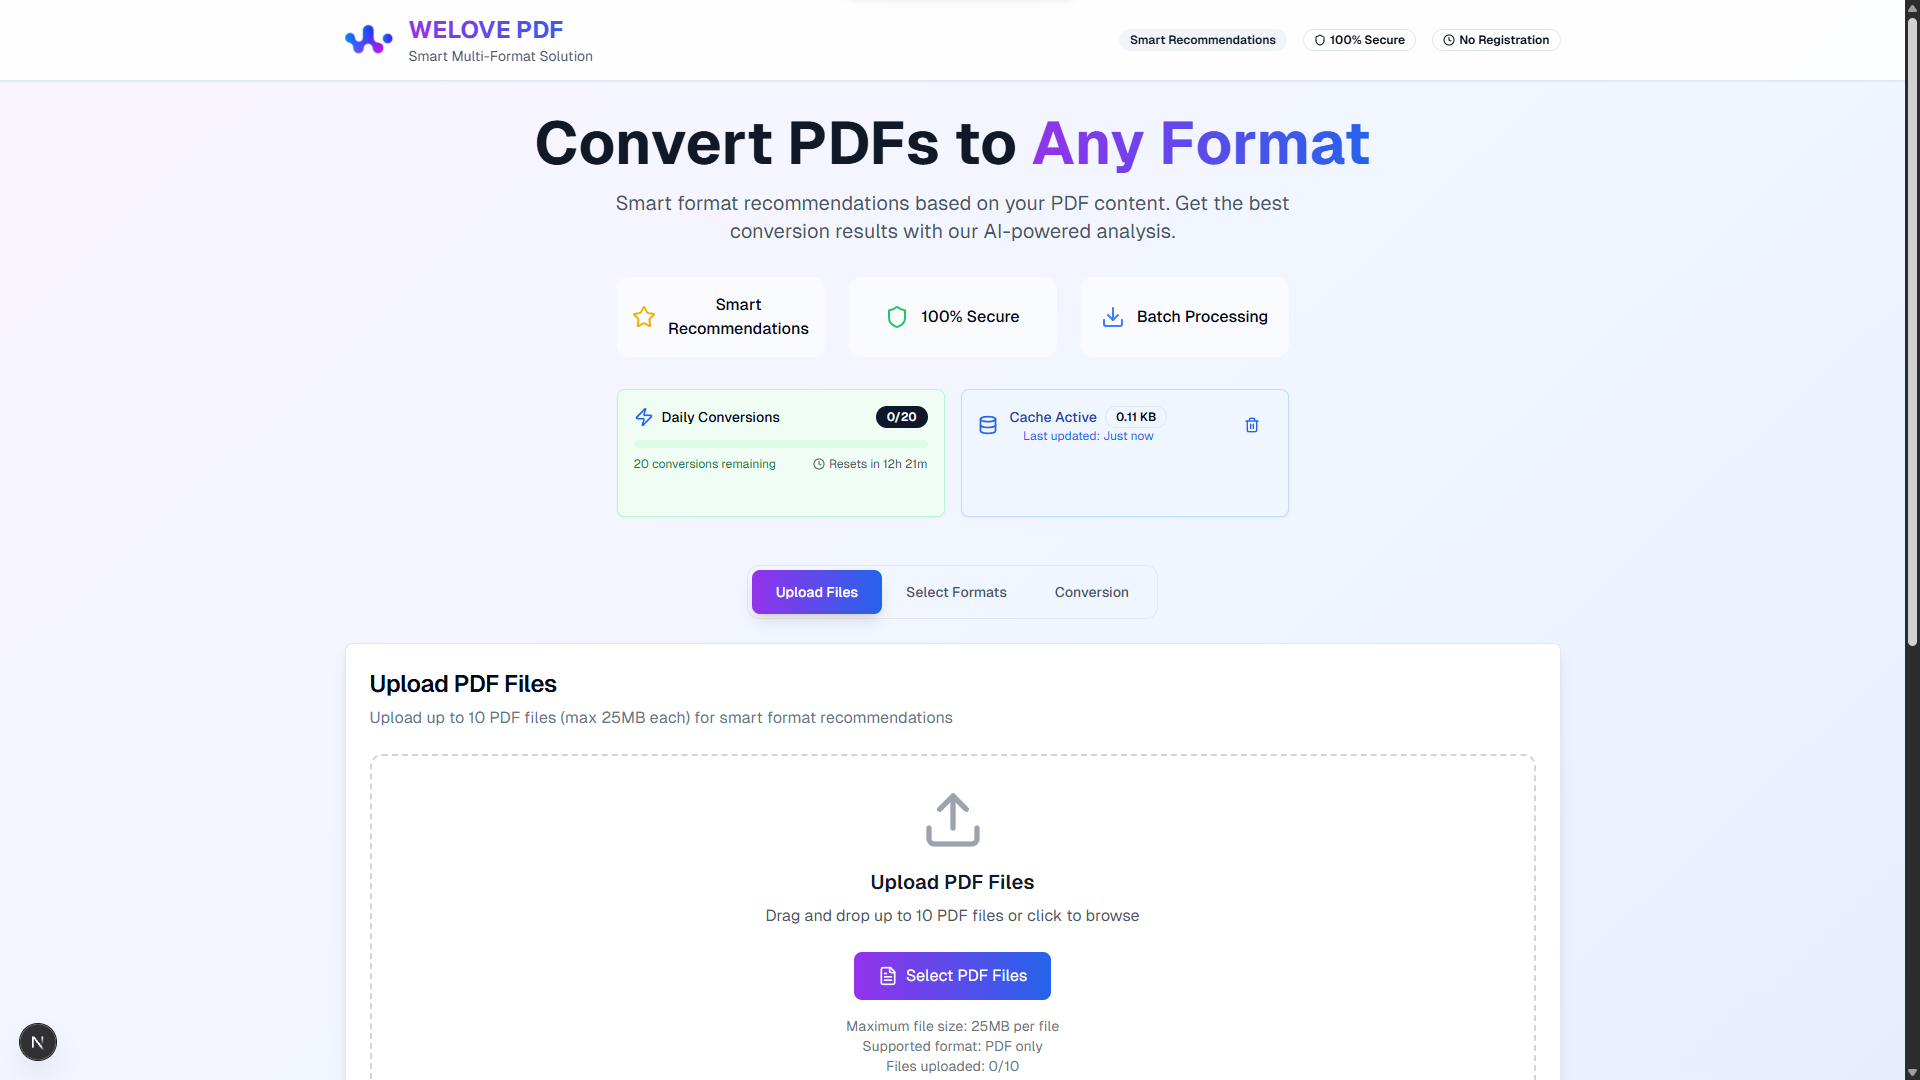 WELOVE PDF
Smart Multi-Format Solution
Smart Recommendations
100% Secure
No Registration
Convert PDFs to Any Format
Smart format recommendations based on your PDF content. Get the best
conversion results with our AI-powered analysis.
Smart
Recommendations
100% Secure
Batch Processing
Daily Conversions
0/20
20 conversions remaining
Resets in 12h 21m
Cache Active
0.11 KB
Last updated: Just now
Upload Files
Select Formats
Conversion
Upload PDF Files
Upload up to 10 PDF files (max 25MB each) for smart format recommendations
Upload PDF Files
Drag and drop up to 10 PDF files or click to browse
Select PDF Files
Maximum file size: 25MB per file
Supported format: PDF only
Files uploaded: 0/10
N